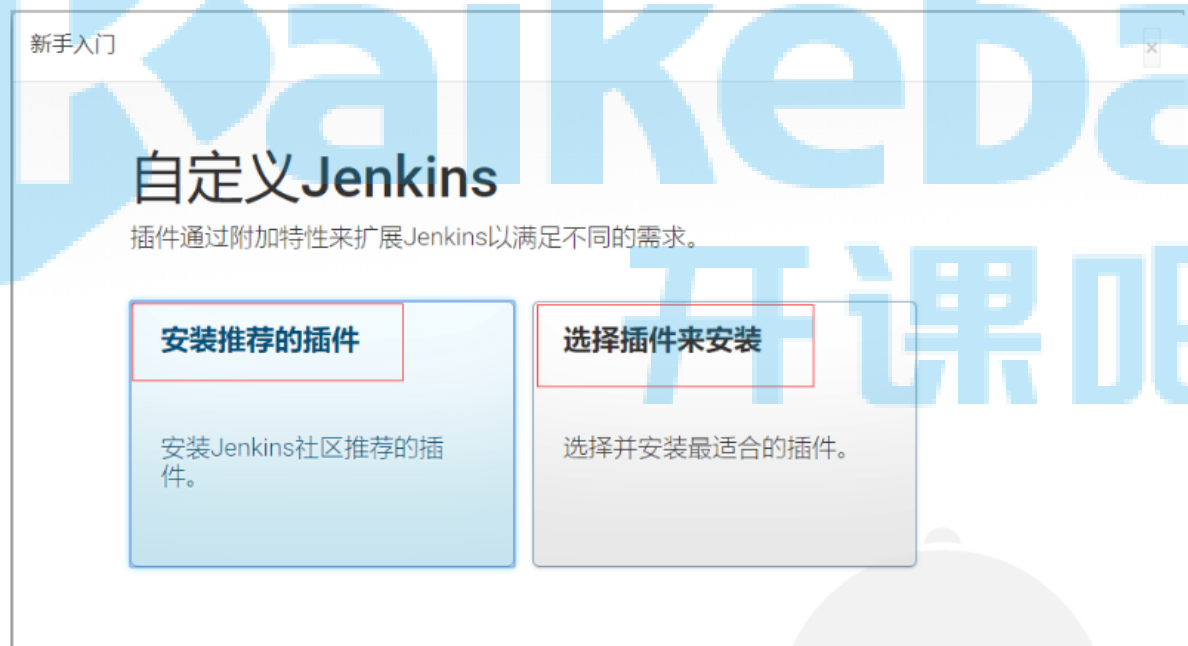 新手入门
×
自定义Jenkins
插件通过附加特性来扩展Jenkins以满足不同的需求。
安装推荐的插件
安装Jenkins社区推荐的插
件。
选择插件来安装
选择并安装最适合的插件。
Kaikeba
开课吧